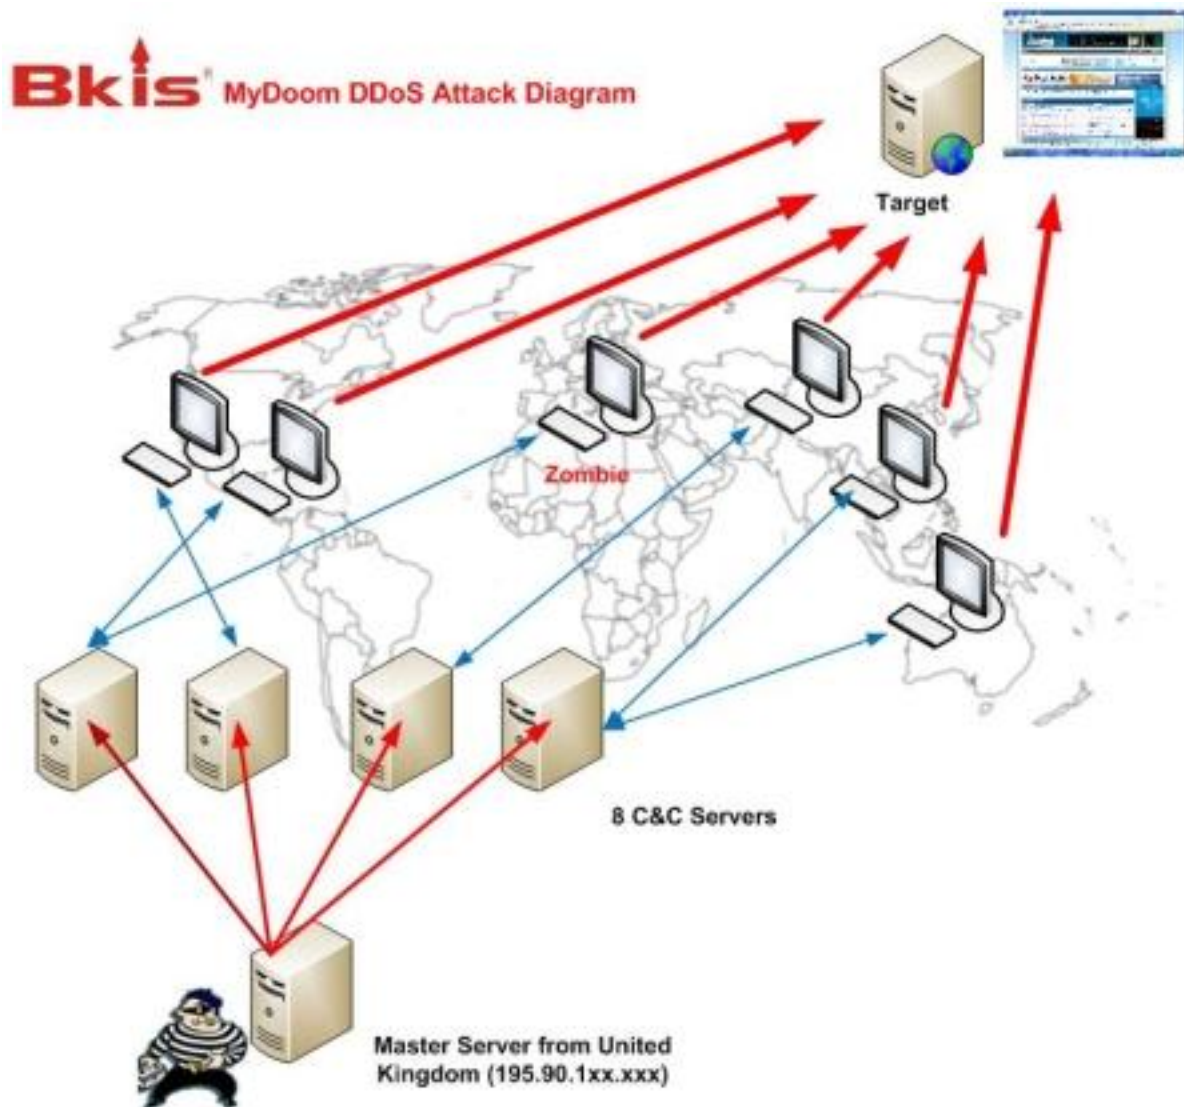 Bkis® MyDoom DDoS Attack Diagram
Target
Zombie
8 C&C Servers
Master Server from United
Kingdom (195.90.1xx.xxx)